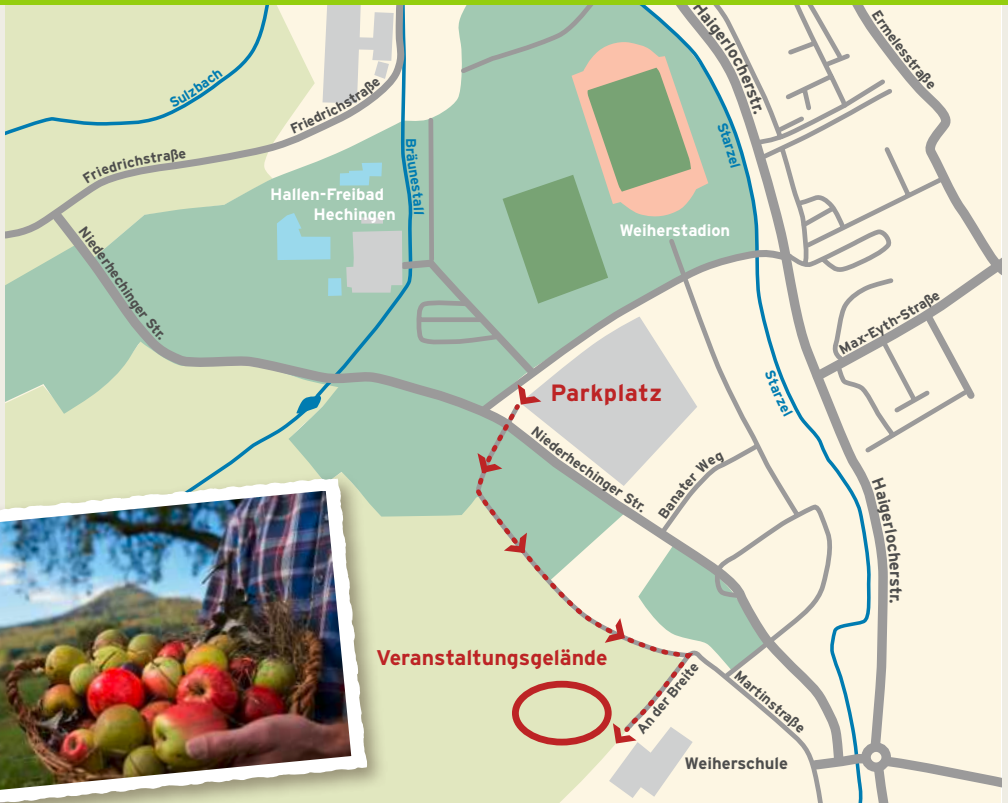 Haigerlocherstr.
Ermelesstraße
Sulzbach
Friedrichstraße
Friedrichstraße
Bräunestall
Starzel
Hallen-Freibad
Hechingen
Weiherstadion
Niederhechinger Str.
Max-Eyth-Straße
Starzel
Parkplatz
Niederhechinger Str.
Banater Weg
Haigerlocherstr.
Veranstaltungsgelände
An der Breite
Martinstraße
Weiherschule